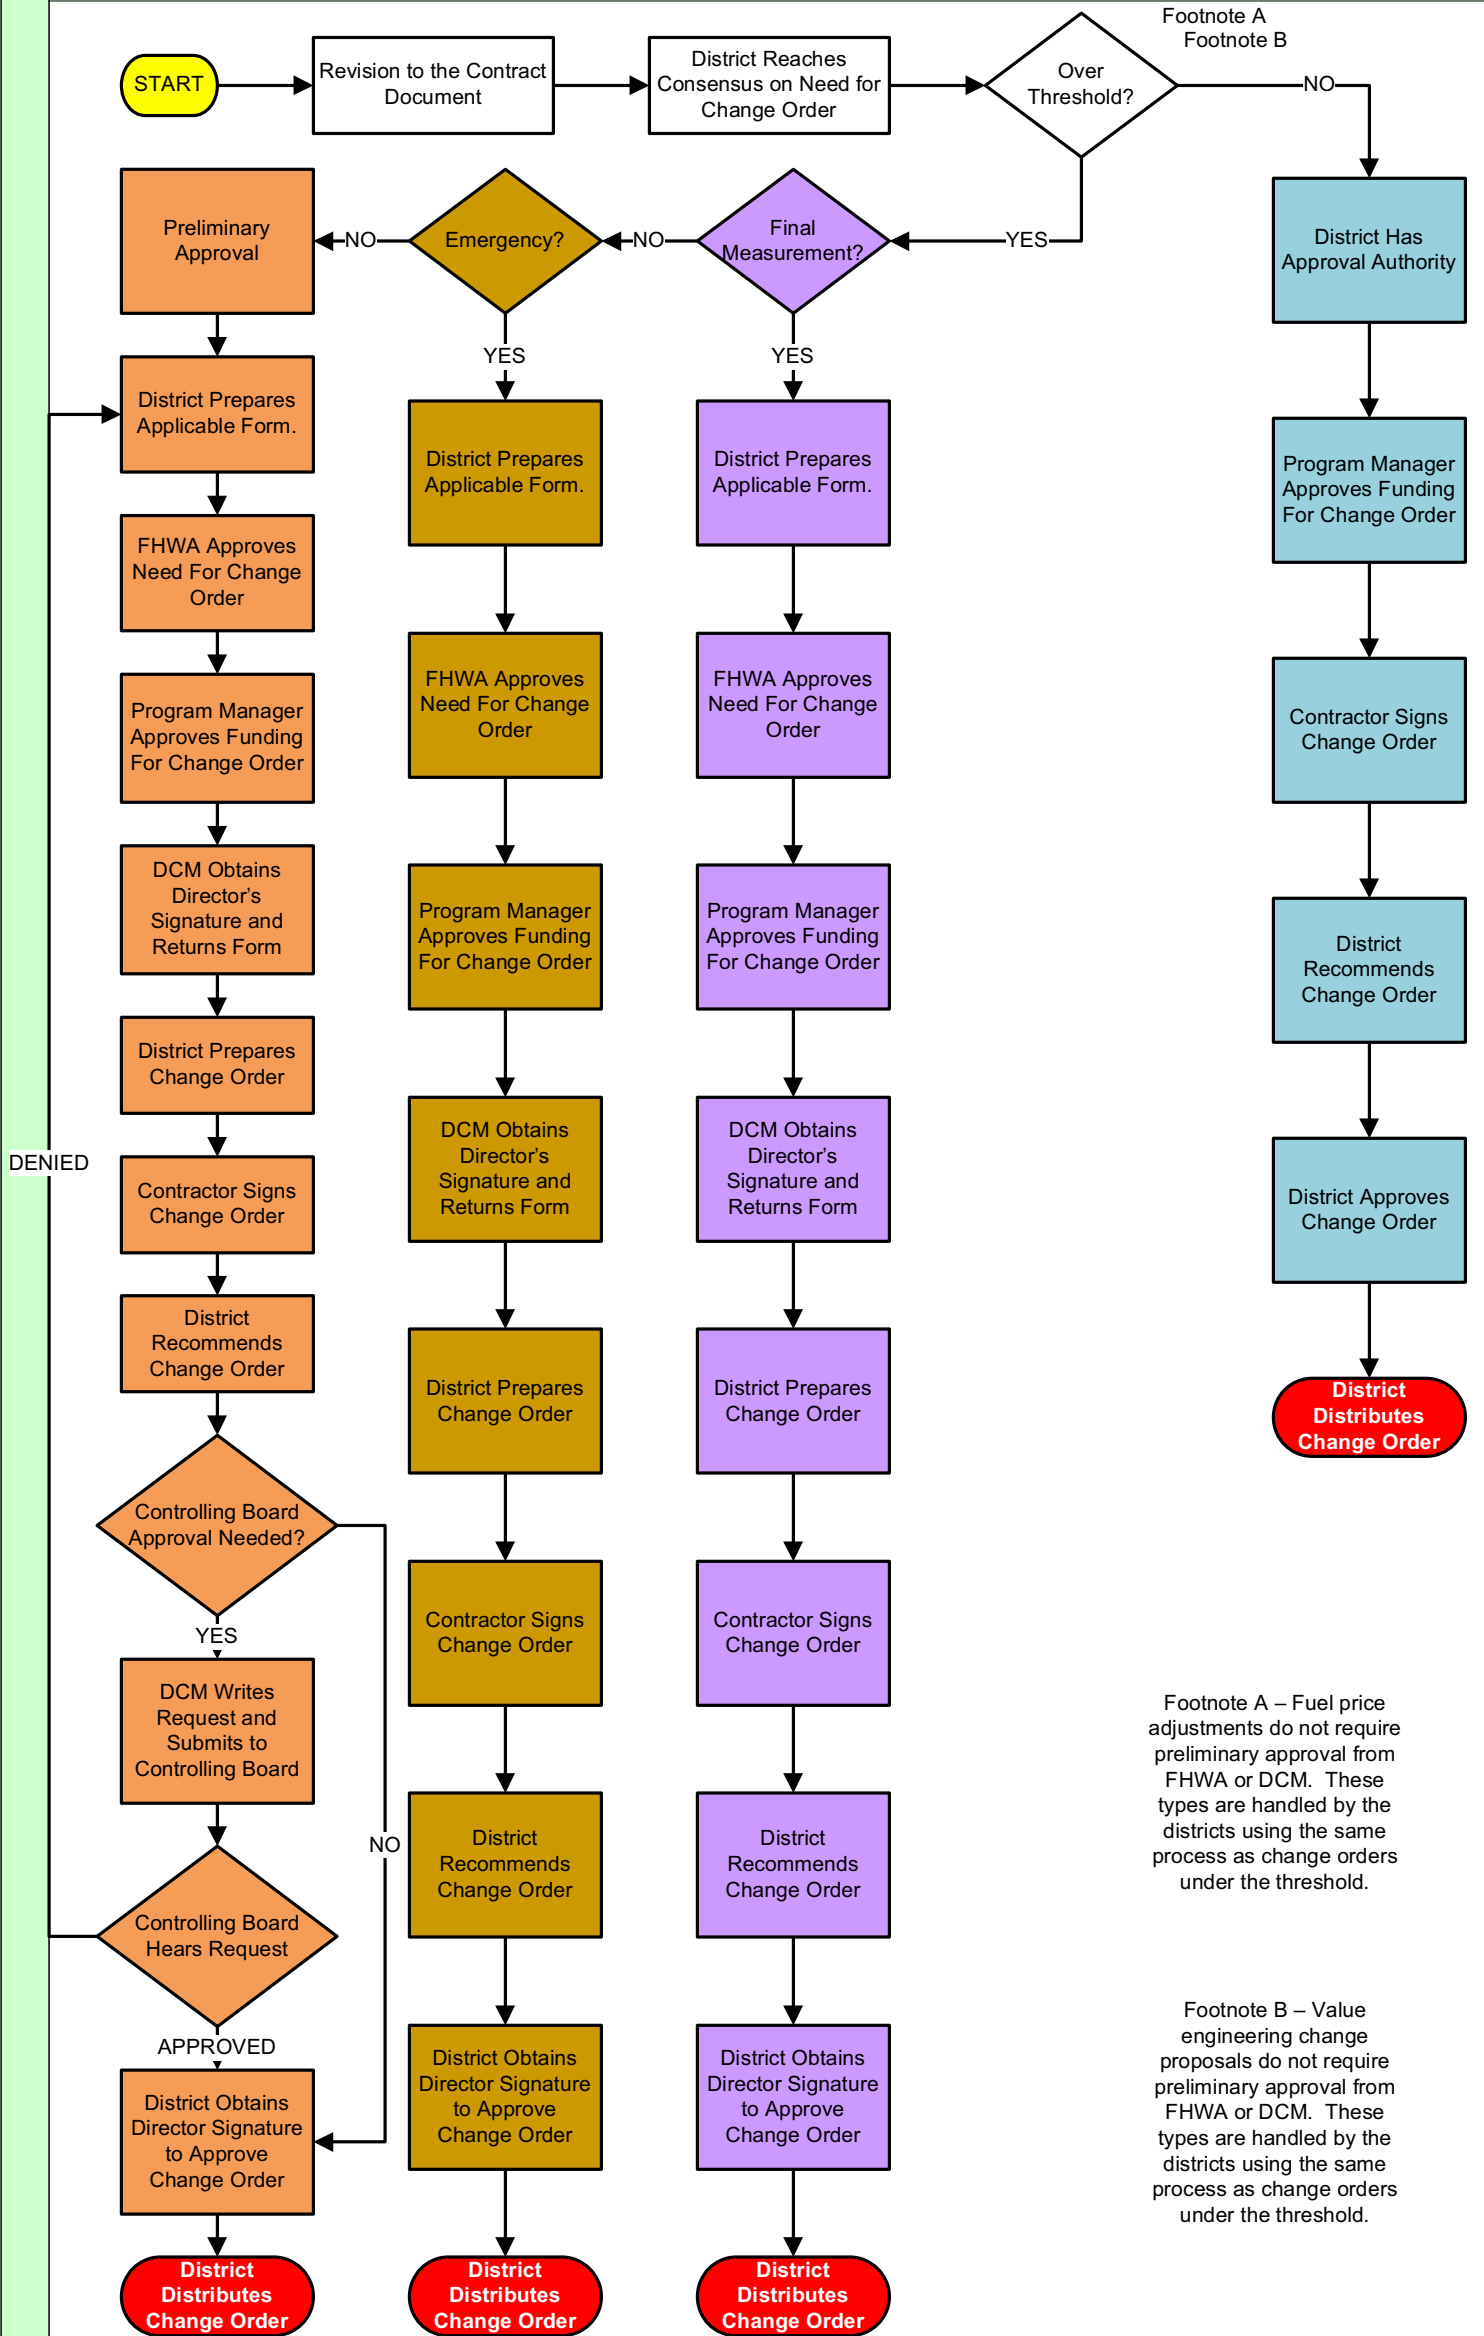 Footnote A
Footnote B
START
Revision to the Contract
Document
District Reaches
Consensus on Need for
Change Order
Over
Threshold?
NO
YES
Final
Measurement?
NO
YES
Emergency?
NO
YES
Preliminary
Approval
District Prepares
Applicable Form.
FHWA Approves
Need For Change
Order
Program Manager
Approves Funding
For Change Order
DCM Obtains
Director’s
Signature and
Returns Form
District Prepares
Change Order
Contractor Signs
Change Order
District
Recommends
Change Order
Controlling Board
Approval Needed?
YES
NO
DCM Writes
Request and
Submits to
Controlling Board
Controlling Board
Hears Request
DENIED
APPROVED
District Obtains
Director Signature
to Approve
Change Order
District
Distributes
Change Order
District Prepares
Applicable Form.
FHWA Approves
Need For Change
Order
Program Manager
Approves Funding
For Change Order
DCM Obtains
Director’s
Signature and
Returns Form
District Prepares
Change Order
Contractor Signs
Change Order
District
Recommends
Change Order
District Obtains
Director Signature
to Approve
Change Order
District
Distributes
Change Order
District Prepares
Applicable Form.
FHWA Approves
Need For Change
Order
Program Manager
Approves Funding
For Change Order
DCM Obtains
Director’s
Signature and
Returns Form
District Prepares
Change Order
Contractor Signs
Change Order
District
Recommends
Change Order
District Obtains
Director Signature
to Approve
Change Order
District
Distributes
Change Order
District Has
Approval Authority
Program Manager
Approves Funding
For Change Order
Contractor Signs
Change Order
District
Recommends
Change Order
District Approves
Change Order
District
Distributes
Change Order
Footnote A – Fuel price
adjustments do not require
preliminary approval from
FHWA or DCM.  These
types are handled by the
districts using the same
process as change orders
under the threshold.
Footnote B – Value
engineering change
proposals do not require
preliminary approval from
FHWA or DCM.  These
types are handled by the
districts using the same
process as change orders
under the threshold.